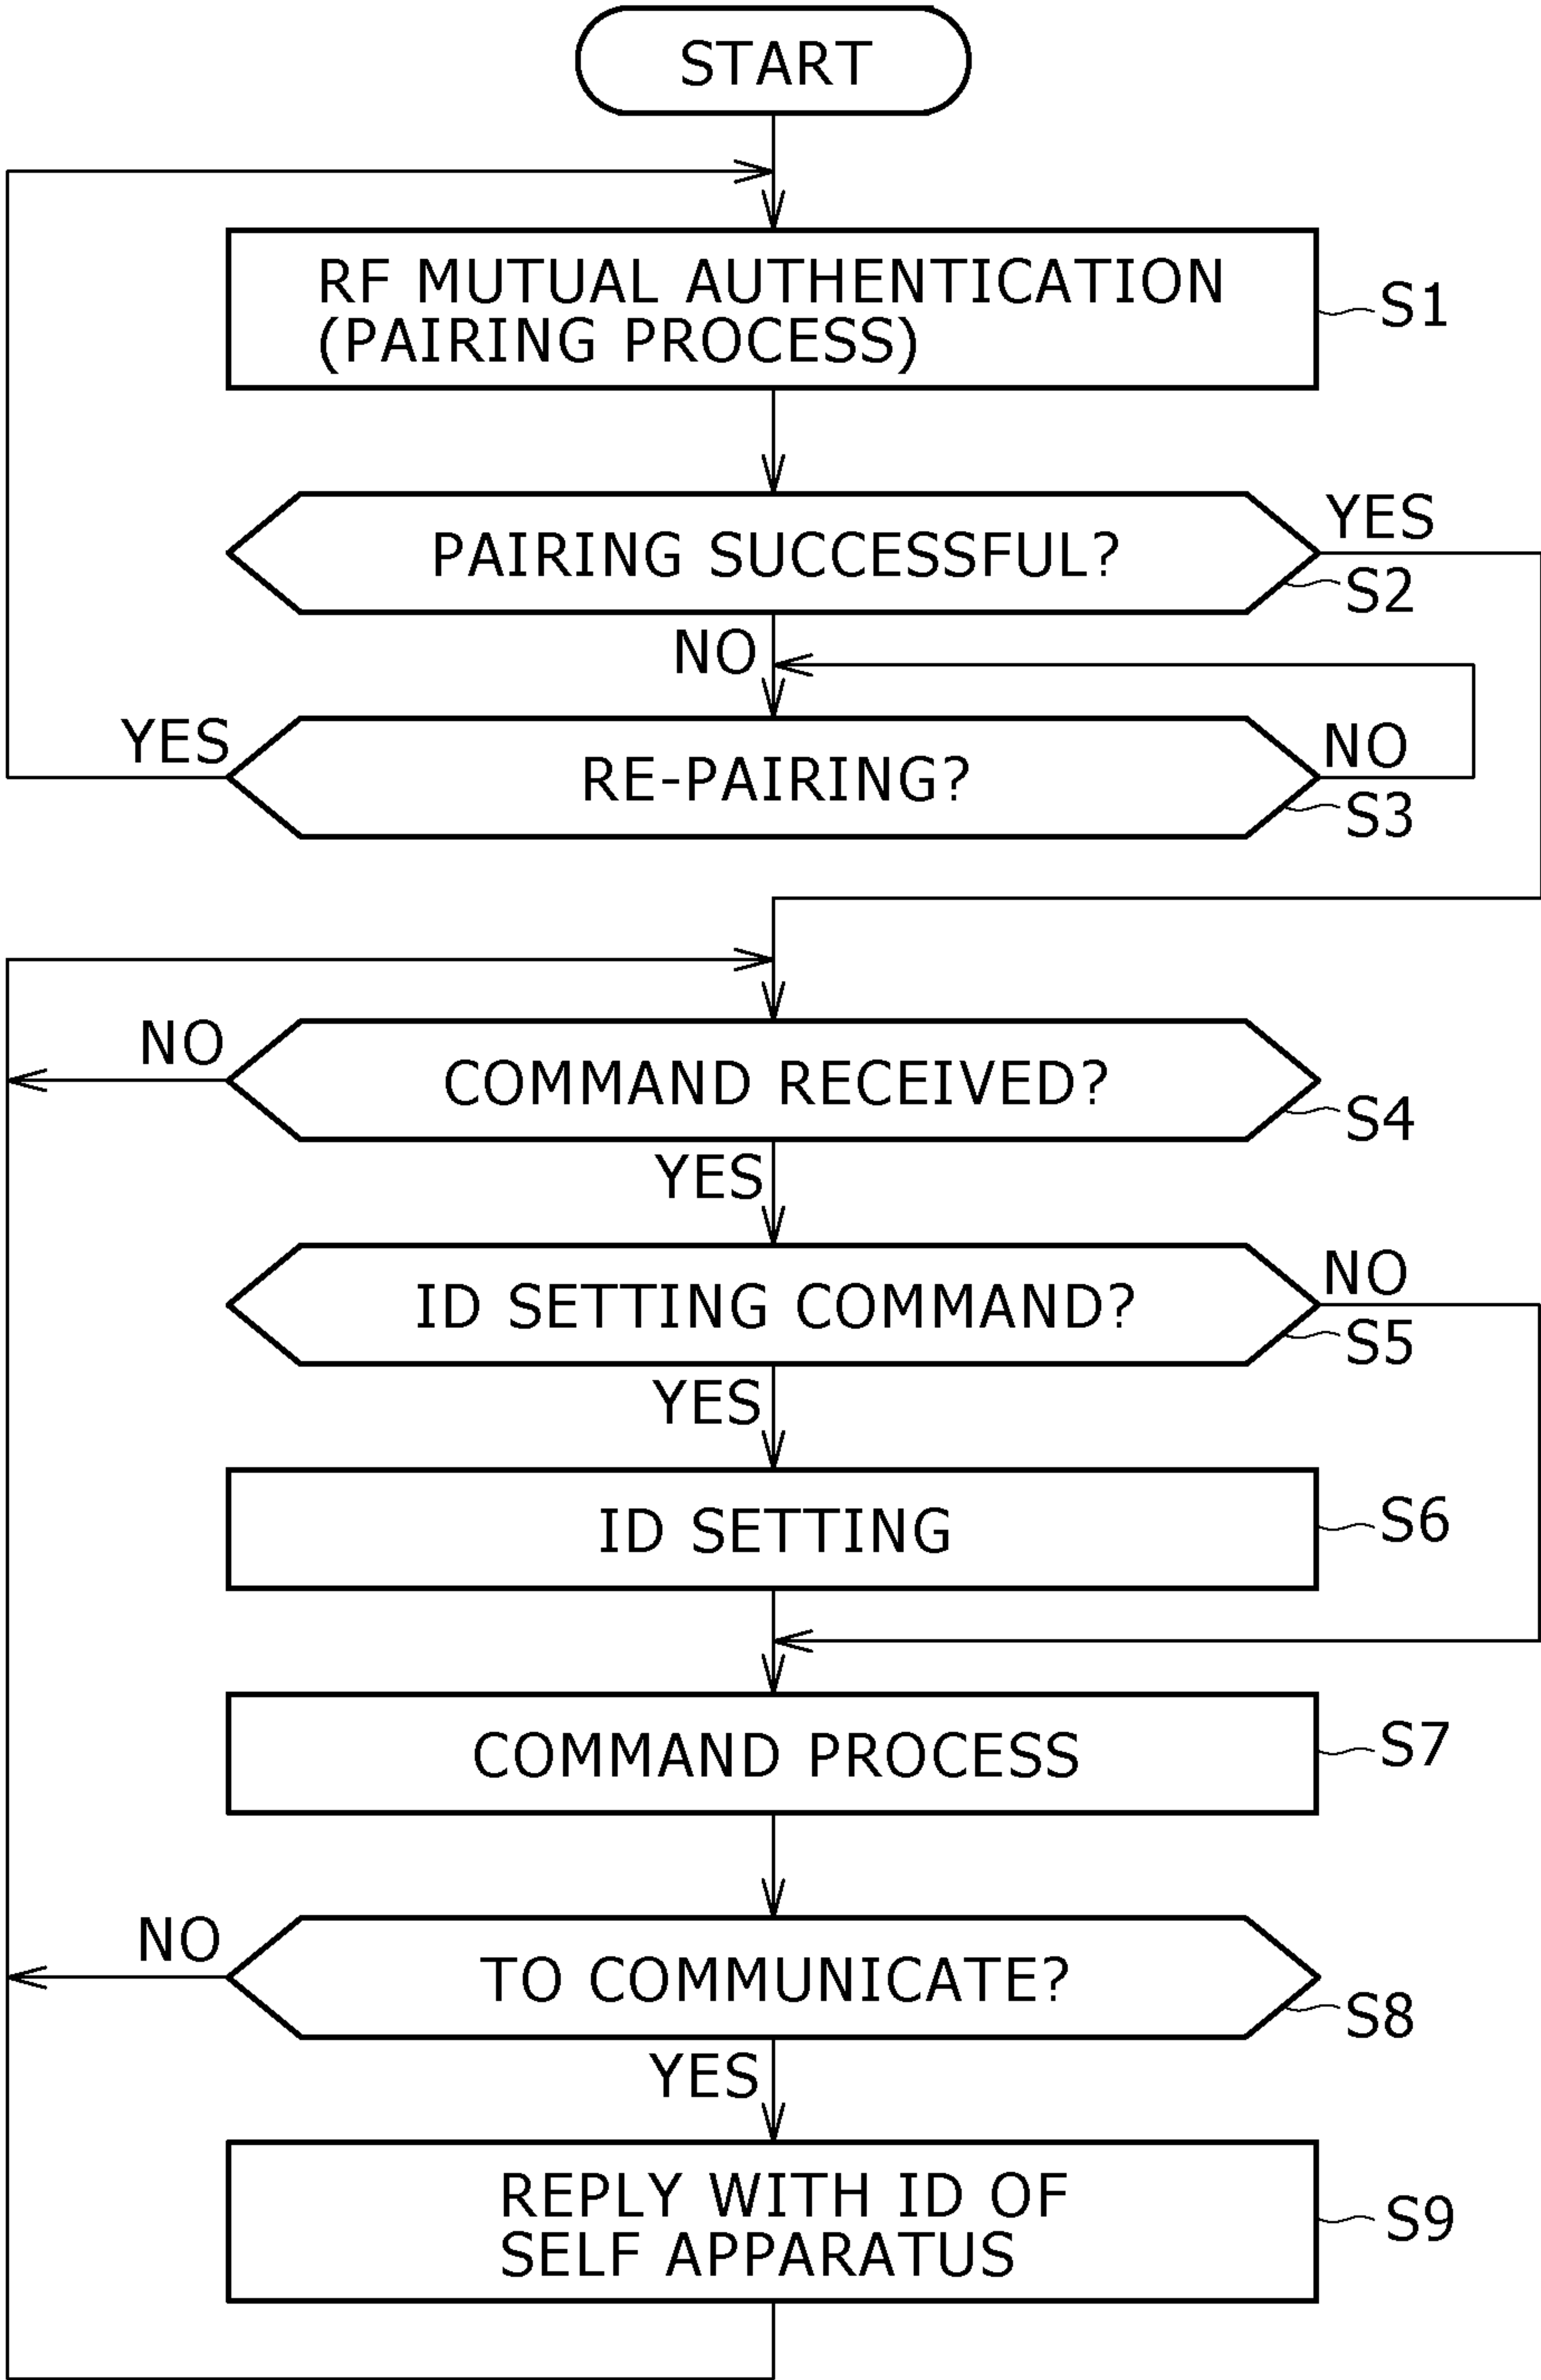 START
RF MUTUAL AUTHENTICATION
(PAIRING PROCESS)
S1
PAIRING SUCCESSFUL?
YES
S2
NO
YES
RE-PAIRING?
NO
S3
NO
COMMAND RECEIVED?
S4
YES
ID SETTING COMMAND?
NO
S5
YES
ID SETTING
S6
COMMAND PROCESS
S7
NO
TO COMMUNICATE?
S8
YES
REPLY WITH ID OF
SELF APPARATUS
S9